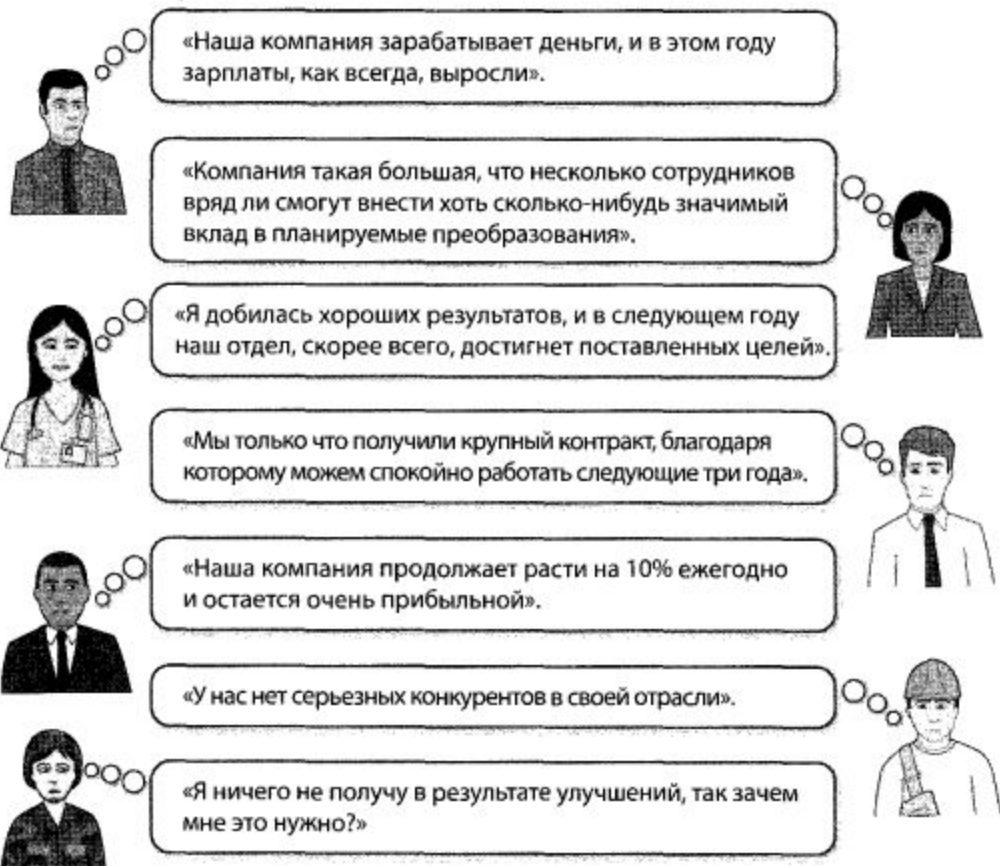 «Наша компания зарабатывает деньги, и в этом году
зарплаты, как всегда, выросли».
«Компания такая большая, что несколько сотрудников
вряд ли смогут внести хоть сколько-нибудь значимый
вклад в планируемые преобразования».
«Я добилась хороших результатов, и в следующем году
наш отдел, скорее всего, достигнет поставленных целей».
«Мы только что получили крупный контракт, благодаря
которому можем спокойно работать следующие три года».
«Наша компания продолжает расти на 10% ежегодно
и остается очень прибыльной».
«У нас нет серьезных конкурентов в своей отрасли».
«Я ничего не получу в результате улучшений, так зачем
мне это нужно?»